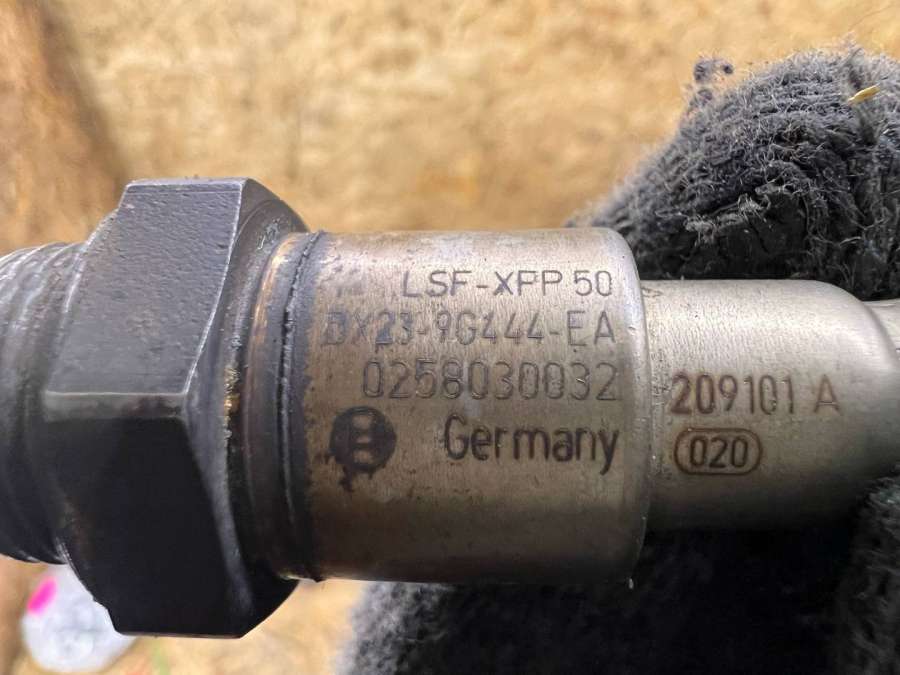 LSF-XPP 50
BX23-9G444-EA
0258030032
Germany
209101 A
020